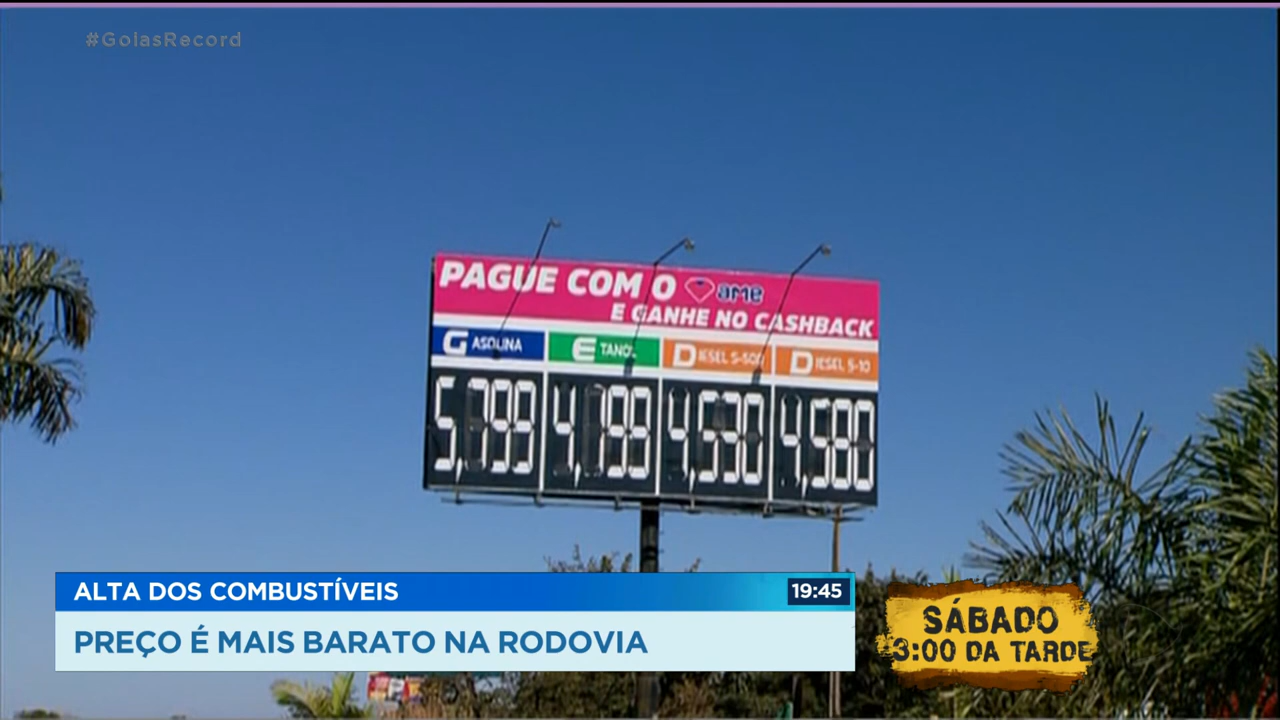 #GoiasRecord
PAGUE COM O ame
E GANHE NO CASHBACK
GASOLINA ETANOL DIESEL S-500 DIESEL S-10
5,799 4,199 4,590 4,580
ALTA DOS COMBUSTÍVEIS 19:45
PREÇO É MAIS BARATO NA RODOVIA
SÁBADO
3:00 DA TARDE